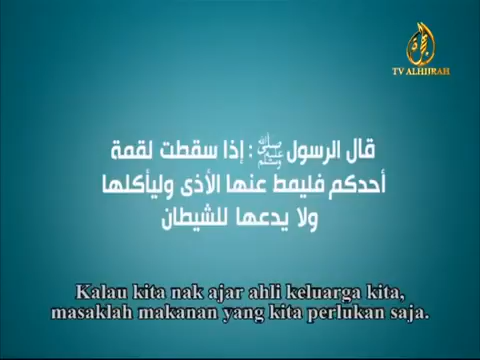 TV ALHIJRAH
قال الرسول ﷺ : إذا سقطت لقمة
أحدكم فليمط عنها الأذى وليأكلها
ولا يدعها للشيطان
Kalau kita nak ajar ahli keluarga kita,
masaklah makanan yang kita perlukan saja.